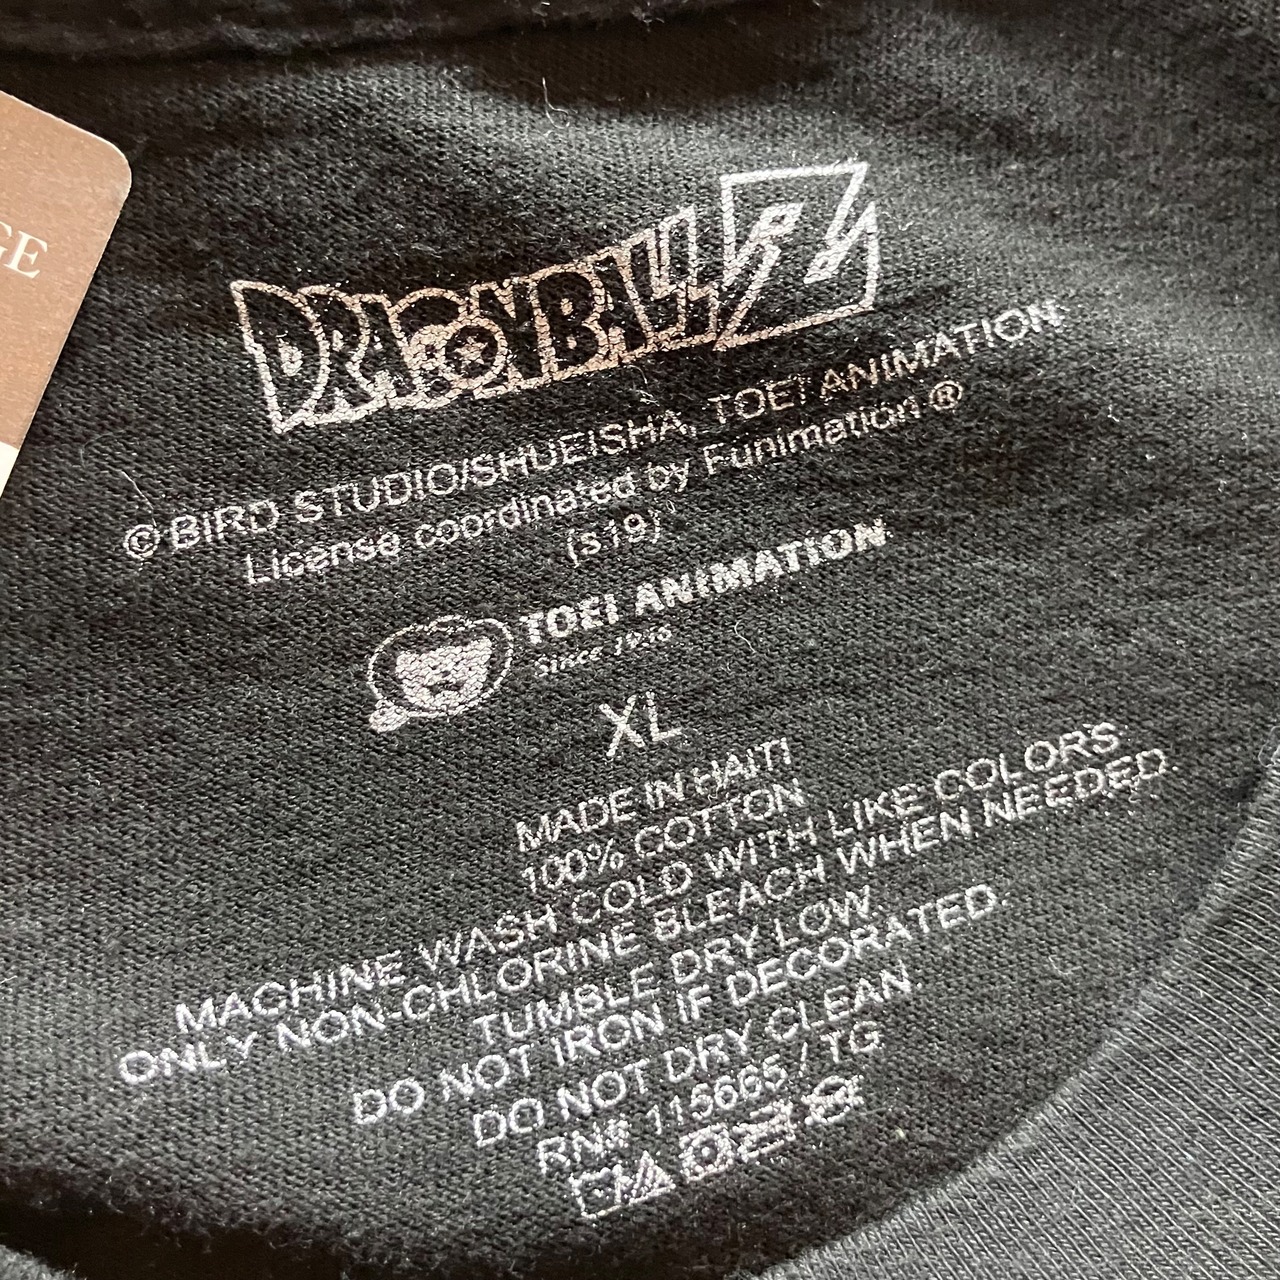 GE
DRAGONBALL Z
© BIRD STUDIO/SHUEISHA, TOEI ANIMATION
License coordinated by Funimation ®
(s19)
TOEI ANIMATION
Since 1956
XL
MADE IN HAITI
100% COTTON
MACHINE WASH COLD WITH LIKE COLORS
ONLY NON-CHLORINE BLEACH WHEN NEEDED.
TUMBLE DRY LOW.
DO NOT IRON IF DECORATED.
DO NOT DRY CLEAN.
RN# 115665 / TG